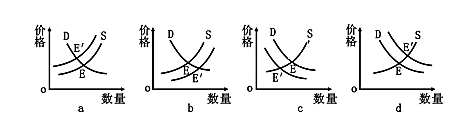 价格 D E' S E O 数量 a
价格 D S E E' O 数量 b
价格 D S E E' O 数量 c
价格 D E' S E O 数量 d